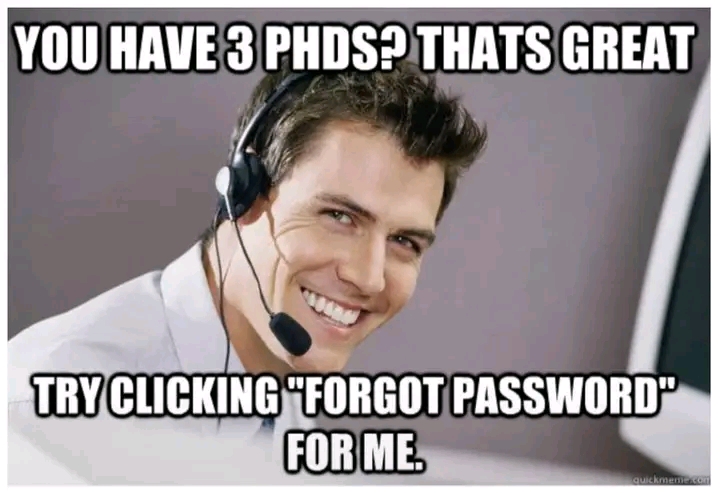 YOU HAVE 3 PHDS? THATS GREAT
TRY CLICKING "FORGOT PASSWORD"
FOR ME.
quickmeme.com